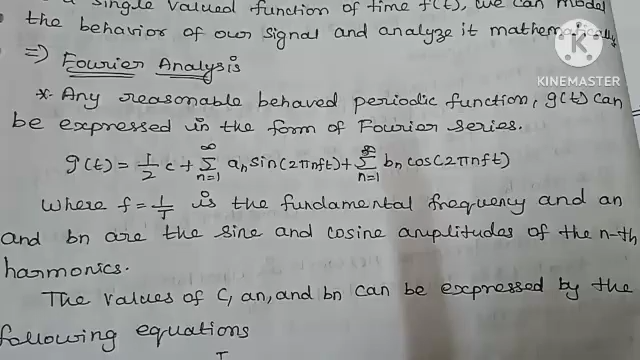 a single valued function of time f(t), we can model
the behavior of our signal and analyze it mathematically
⇒ Fourier Analysis
KINEMASTER
* Any reasonable behaved periodic function, g(t) can
be expressed in the form of Fourier series.
g(t) = 1/2 c + ∞Σn=1 an sin(2πnft) + ∞Σn=1 bn cos(2πnft)
Where f = 1/T is the fundamental frequency and an
and bn are the sine and cosine amplitudes of the n-th
harmonics.
The values of C, an, and bn can be expressed by the
following equations
T